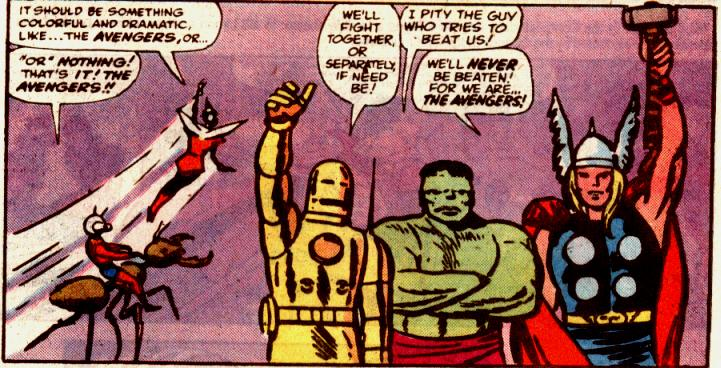 IT SHOULD BE SOMETHING
COLORFUL AND DRAMATIC,
LIKE...THE AVENGERS, OR...
"OR" NOTHING!
THAT'S IT! THE
AVENGERS!!
WE'LL
FIGHT
TOGETHER,
OR
SEPARATELY,
IF NEED
BE!
I PITY THE GUY
WHO TRIES TO
BEAT US!
WE'LL NEVER
BE BEATEN!
FOR WE ARE...
THE AVENGERS!